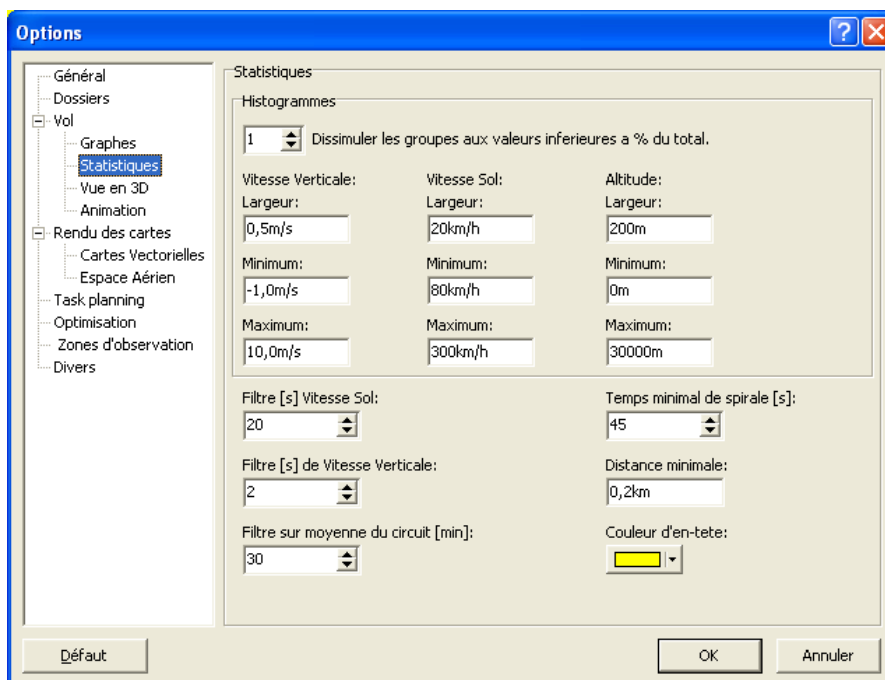 Options
Général
Dossiers
Vol
Graphes
Statistiques
Vue en 3D
Animation
Rendu des cartes
Cartes Vectorielles
Espace Aérien
Task planning
Optimisation
Zones d'observation
Divers
Statistiques
Histogrammes
1 Dissimuler les groupes aux valeurs inferieures a % du total.
Vitesse Verticale: Vitesse Sol: Altitude:
Largeur: Largeur: Largeur:
0,5m/s 20km/h 200m
Minimum: Minimum: Minimum:
-1,0m/s 80km/h 0m
Maximum: Maximum: Maximum:
10,0m/s 300km/h 30000m
Filtre [s] Vitesse Sol: Temps minimal de spirale [s]:
20 45
Filtre [s] de Vitesse Verticale: Distance minimale:
2 0,2km
Filtre sur moyenne du circuit [min]: Couleur d'en-tete:
30
Défaut OK Annuler